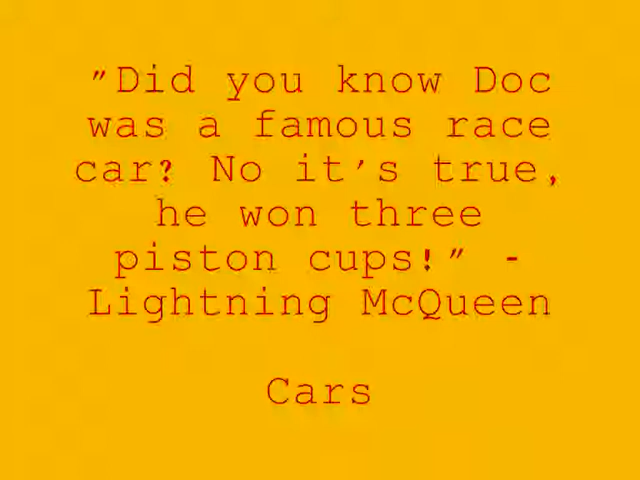 "Did you know Doc
was a famous race
car? No it's true,
he won three
piston cups!" -
Lightning McQueen
Cars